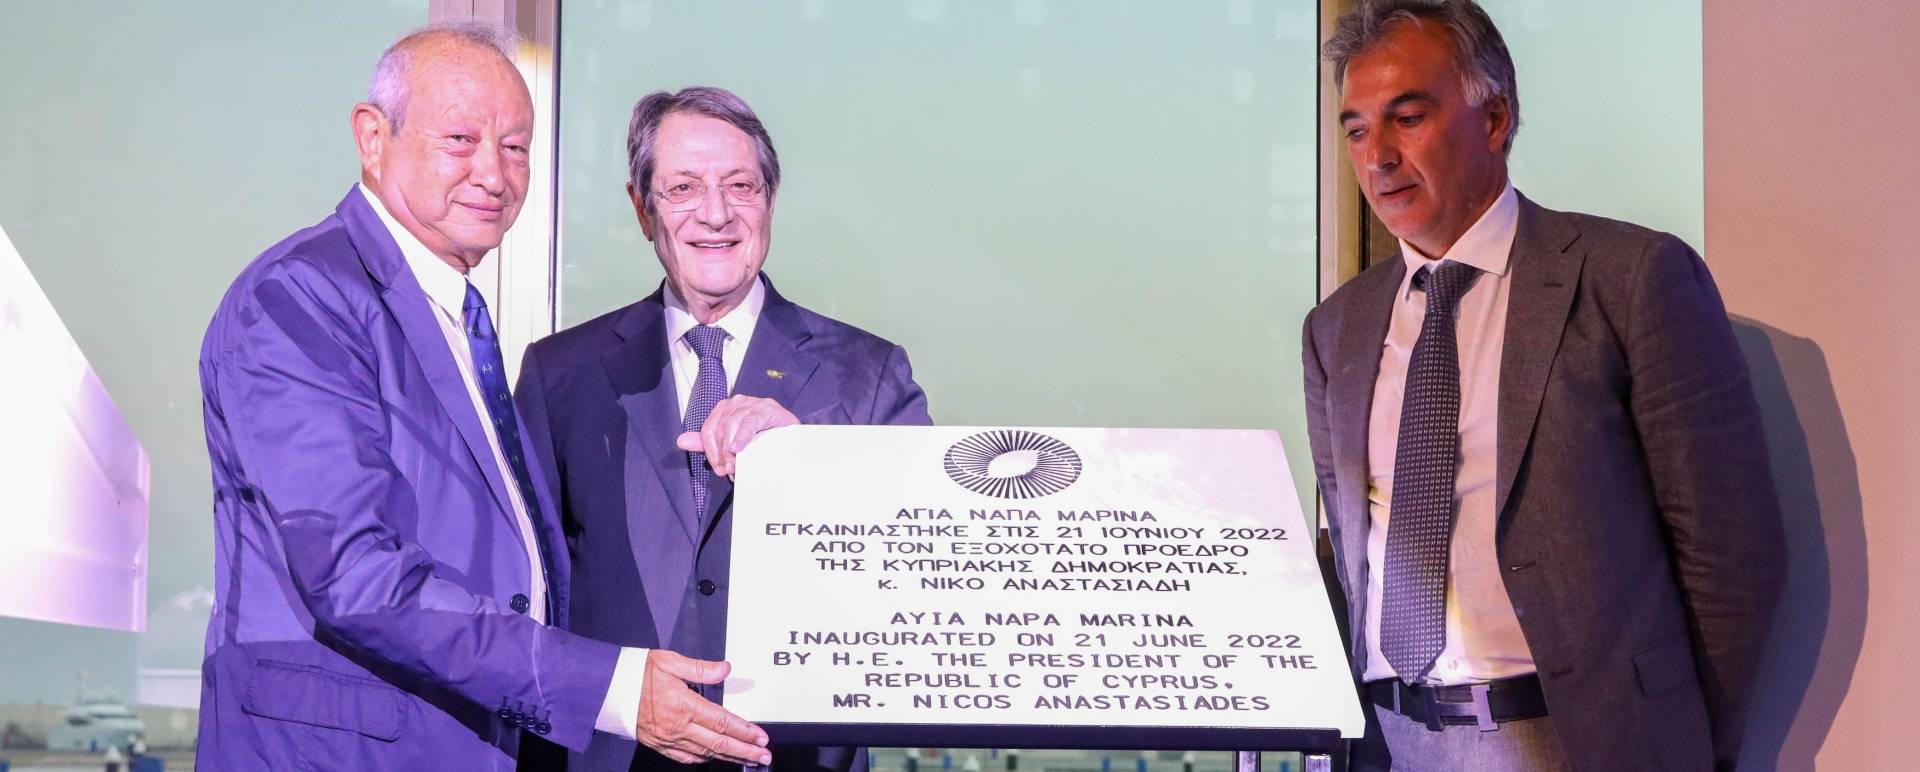 ΑΓΙΑ ΝΑΠΑ ΜΑΡΙΝΑ
ΕΓΚΑΙΝΙΑΣΤΗΚΕ ΣΤΙΣ 21 ΙΟΥΝΙΟΥ 2022
ΑΠΟ ΤΟΝ ΕΞΟΧΟΤΑΤΟ ΠΡΟΕΔΡΟ
ΤΗΣ ΚΥΠΡΙΑΚΗΣ ΔΗΜΟΚΡΑΤΙΑΣ,
κ. ΝΙΚΟ ΑΝΑΣΤΑΣΙΑΔΗ
AYIA NAPA MARINA
INAUGURATED ON 21 JUNE 2022
BY H.E. THE PRESIDENT OF THE
REPUBLIC OF CYPRUS,
MR. NICOS ANASTASIADES